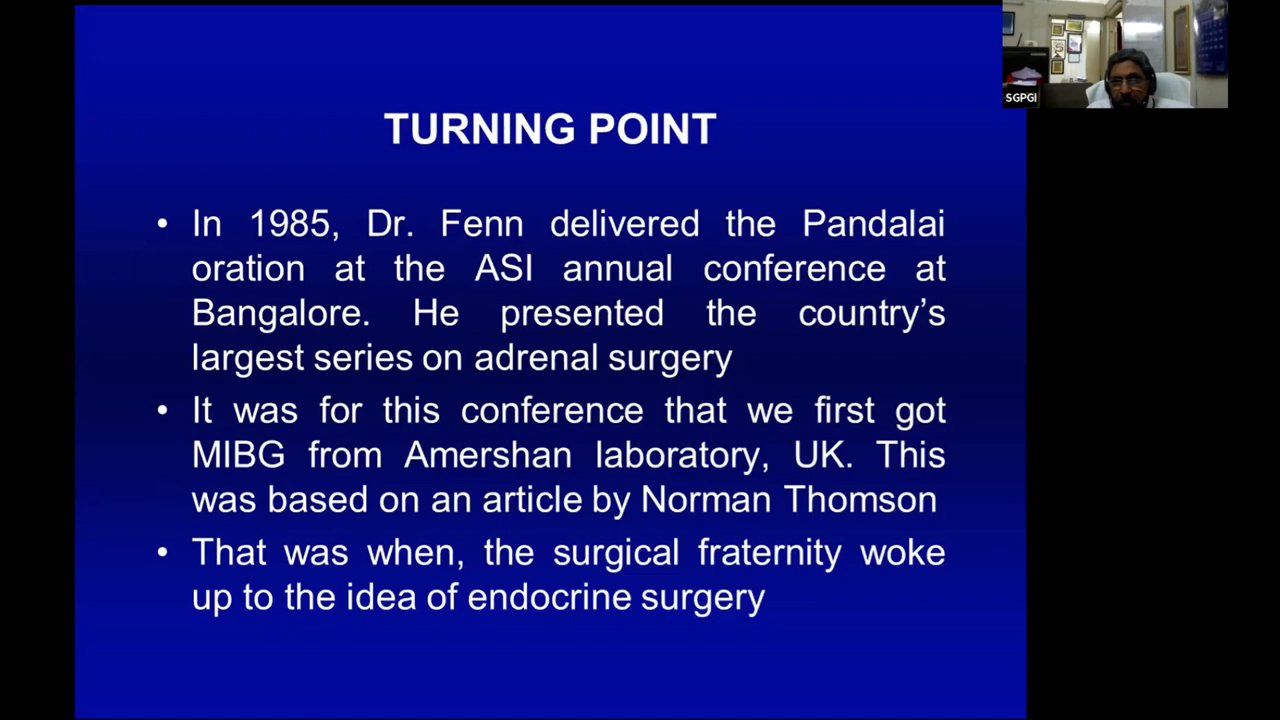 TURNING POINT
• In 1985, Dr. Fenn delivered the Pandalai
oration at the ASI annual conference at
Bangalore. He presented the country’s
largest series on adrenal surgery
• It was for this conference that we first got
MIBG from Amershan laboratory, UK. This
was based on an article by Norman Thomson
• That was when, the surgical fraternity woke
up to the idea of endocrine surgery
SGPGI